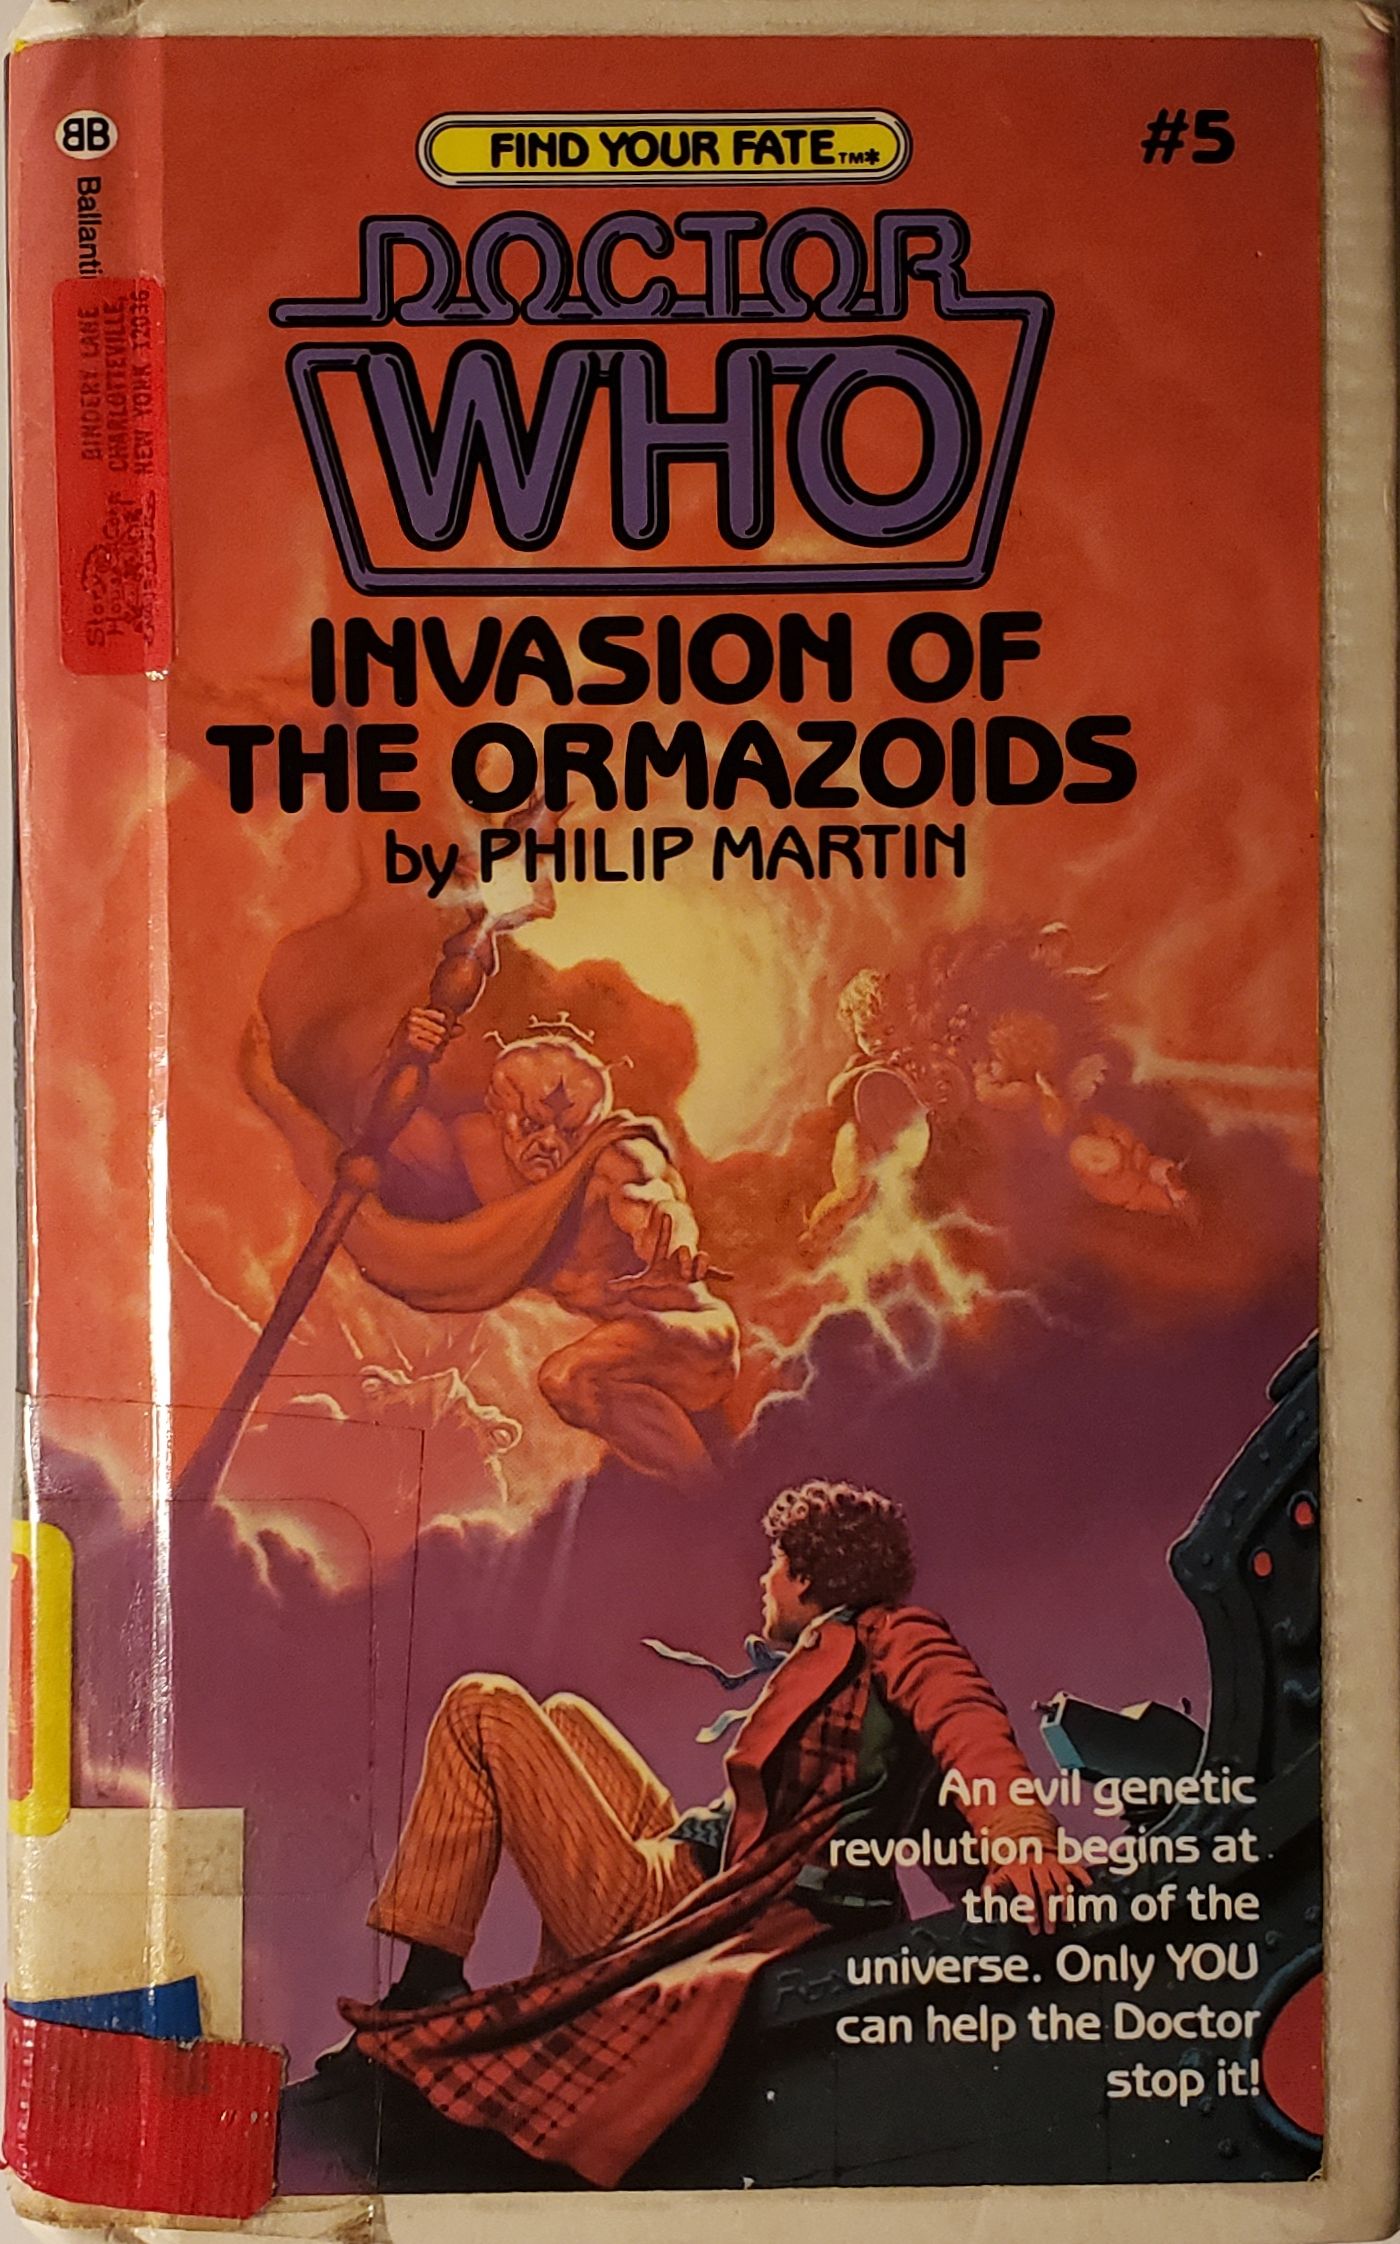 FIND YOUR FATE™*
#5
BB Ballanti
DOCTOR
WHO
INVASION OF
THE ORMAZOIDS
by PHILIP MARTIN
BINDERY LANE
CHARLOTTEVILLE,
NEW YORK 12036
An evil genetic
revolution begins at
the rim of the
universe. Only YOU
can help the Doctor
stop it!